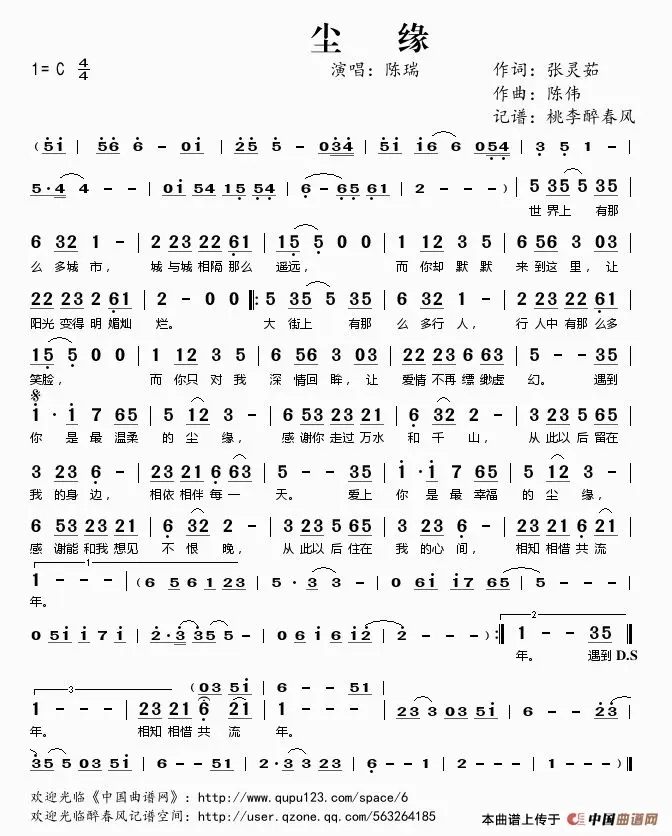 尘 缘
1= C 4/4
演唱：陈瑞
作词：张灵茹
作曲：陈伟
记谱：桃李醉春风
( 5i | 56 6 - 0i | 25 5 - 034 | 5i i6 6 054 | 3 5 1 - |
5· 4 4 - - | 0i 54 15 54 | 6 - 65 61 | 2 - - - ) | 5 35 5 35 |
世 界上 有那
6 32 1 - | 2 23 22 61 | 15 5 0 0 | 1 12 3 5 | 6 56 3 03 |
么 多城 市， 城 与城 相隔 那么 遥远， 而 你却 默 默 来 到这 里，让
22 23 2 61 | 2 - 0 0 ‖: 5 35 5 35 | 6 32 1 - | 2 23 22 61 |
阳光 变得 明 媚灿 烂。 大 街上 有那 么 多行 人， 行 人中 有那 么多
15 5 0 0 | 1 12 3 5 | 6 56 3 03 | 22 23 6 63 | 5 - - 35 |
笑脸， 而 你只 对 我 深 情回 眸，让 爱情 不再 缥 缈虚 幻。 遇到
i · i 7 65 | 5 12 3 - | 6 53 23 21 | 6 32 2 - | 3 23 5 65 |
你 是 最 温柔 的 尘 缘， 感 谢你 走过 万水 和 千 山， 从 此以 后 留在
3 23 6 - | 23 21 6 63 | 5 - - 35 | i · i 7 65 | 5 12 3 - |
我 的身 边， 相依 相伴 每 一 天。 爱上 你 是 最 幸福 的 尘 缘，
6 53 23 21 | 6 32 2 - | 3 23 5 65 | 3 23 6 - | 23 21 6 21 |
感 谢能 和我 想见 不 恨 晚， 从 此以 后 住在 我 的心 间， 相知 相惜 共 流
1
1 - - - | ( 6 5 6 1 23 | 5 · 3 3 - | 0 6i i7 65 | 5 - - - |
年。
0 5i i 7 i | 2· 3 35 5 - | 0 6i 6 i2 | 2 - - - ) :‖ 1 - - 35 ‖
2
年。 遇到 D.S
3
( 03 5i | 6 - - 51 |
1 - - - | 23 21 6 21 | 1 - - - | 23 3 03 5i | 6 - - 23 |
年。 相知 相惜 共 流 年。
35 5 03 5i | 5 - - 5i | 2 · 3 3 23 | 6 - - 1 | 2 - - - | 1 - - - ) ‖
欢迎光临《中国曲谱网》：http://www.qupu123.com/space/6
欢迎光临醉春风记谱空间：http://user.qzone.qq.com/563264185
本曲谱上传于 中国曲谱网